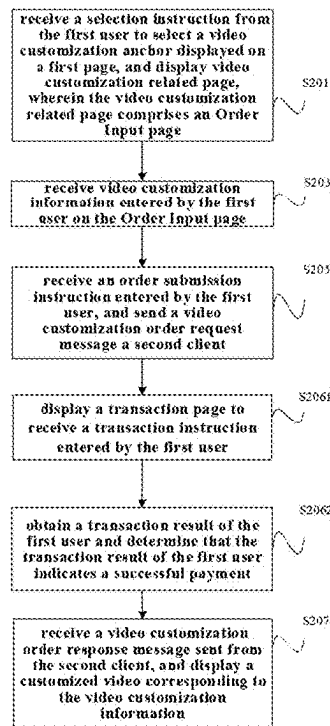 receive a selection instruction from
the first user to select a video
customization anchor displayed on
a first page, and display video
customization related page,
wherein the video customization
related page comprises an Order
Input page
S201
receive video customization
information entered by the first
user on the Order Input page
S203
receive an order submission
instruction entered by the first
user, and send a video
customization order request
message a second client
S205
display a transaction page to
receive a transaction instruction
entered by the first user
S2061
obtain a transaction result of the
first user and determine that the
transaction result of the first user
indicates a successful payment
S2062
receive a video customization
order response message sent from
the second client, and display a
customized video corresponding to
the video customization
information
S207